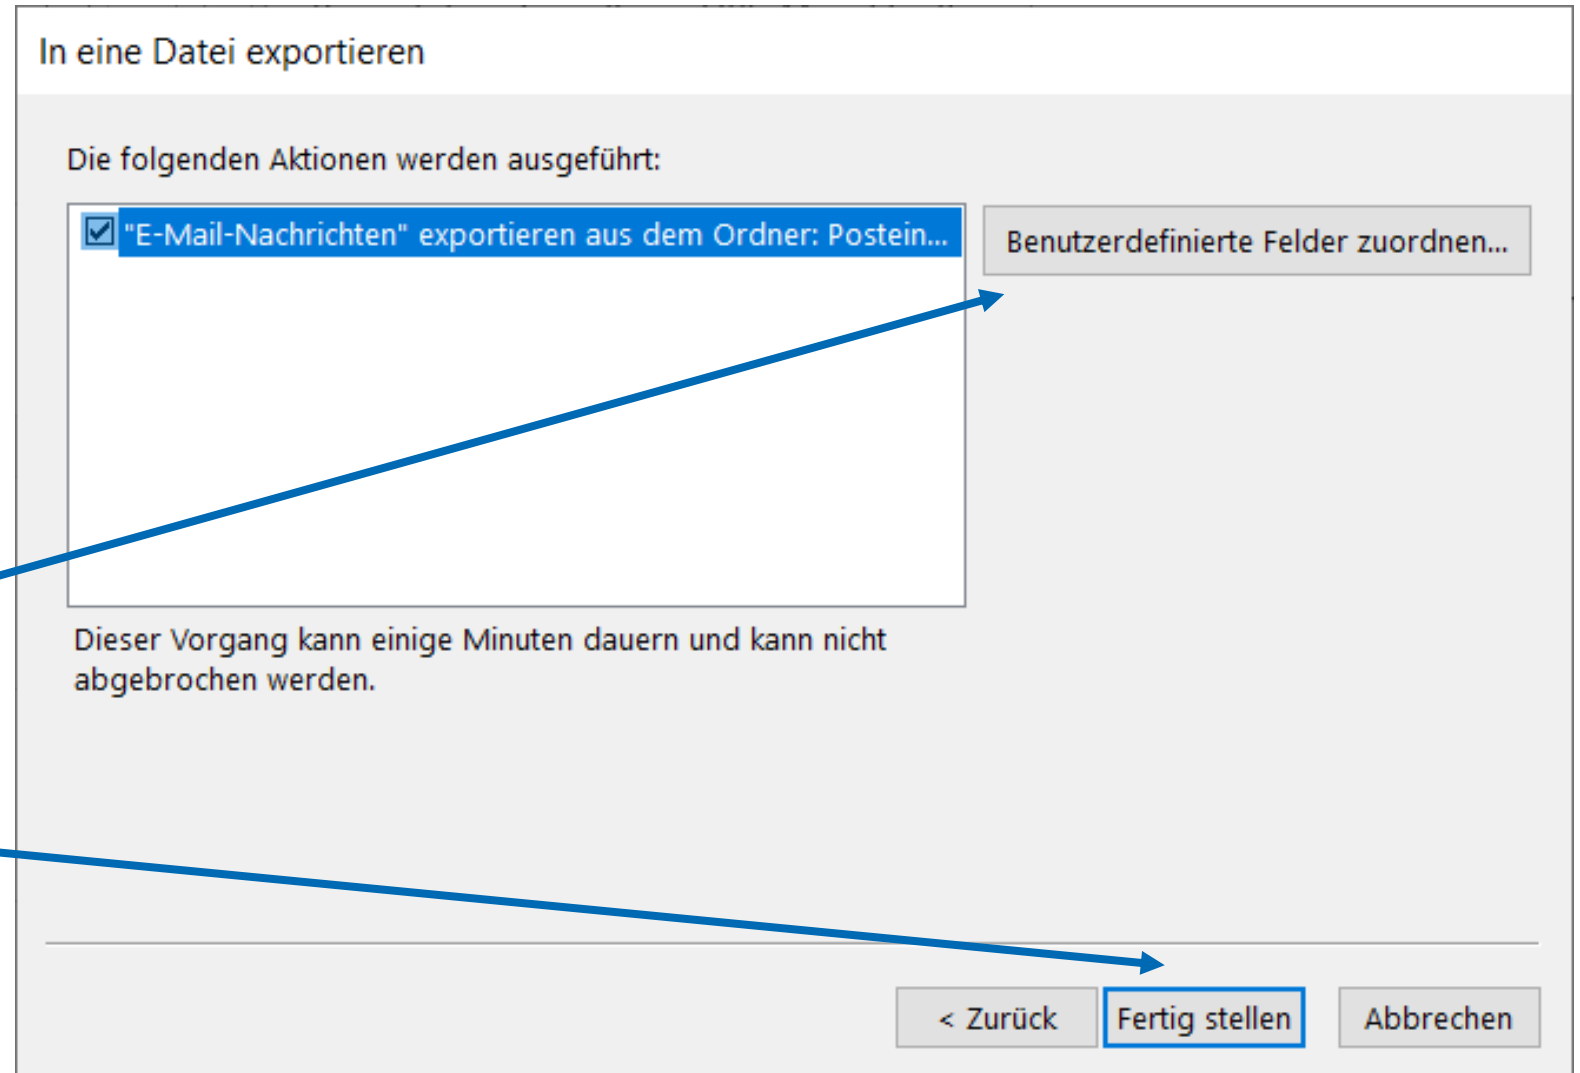 In eine Datei exportieren
Die folgenden Aktionen werden ausgeführt:
"E-Mail-Nachrichten" exportieren aus dem Ordner: Postein...
Benutzerdefinierte Felder zuordnen...
Dieser Vorgang kann einige Minuten dauern und kann nicht
abgebrochen werden.
< Zurück
Fertig stellen
Abbrechen